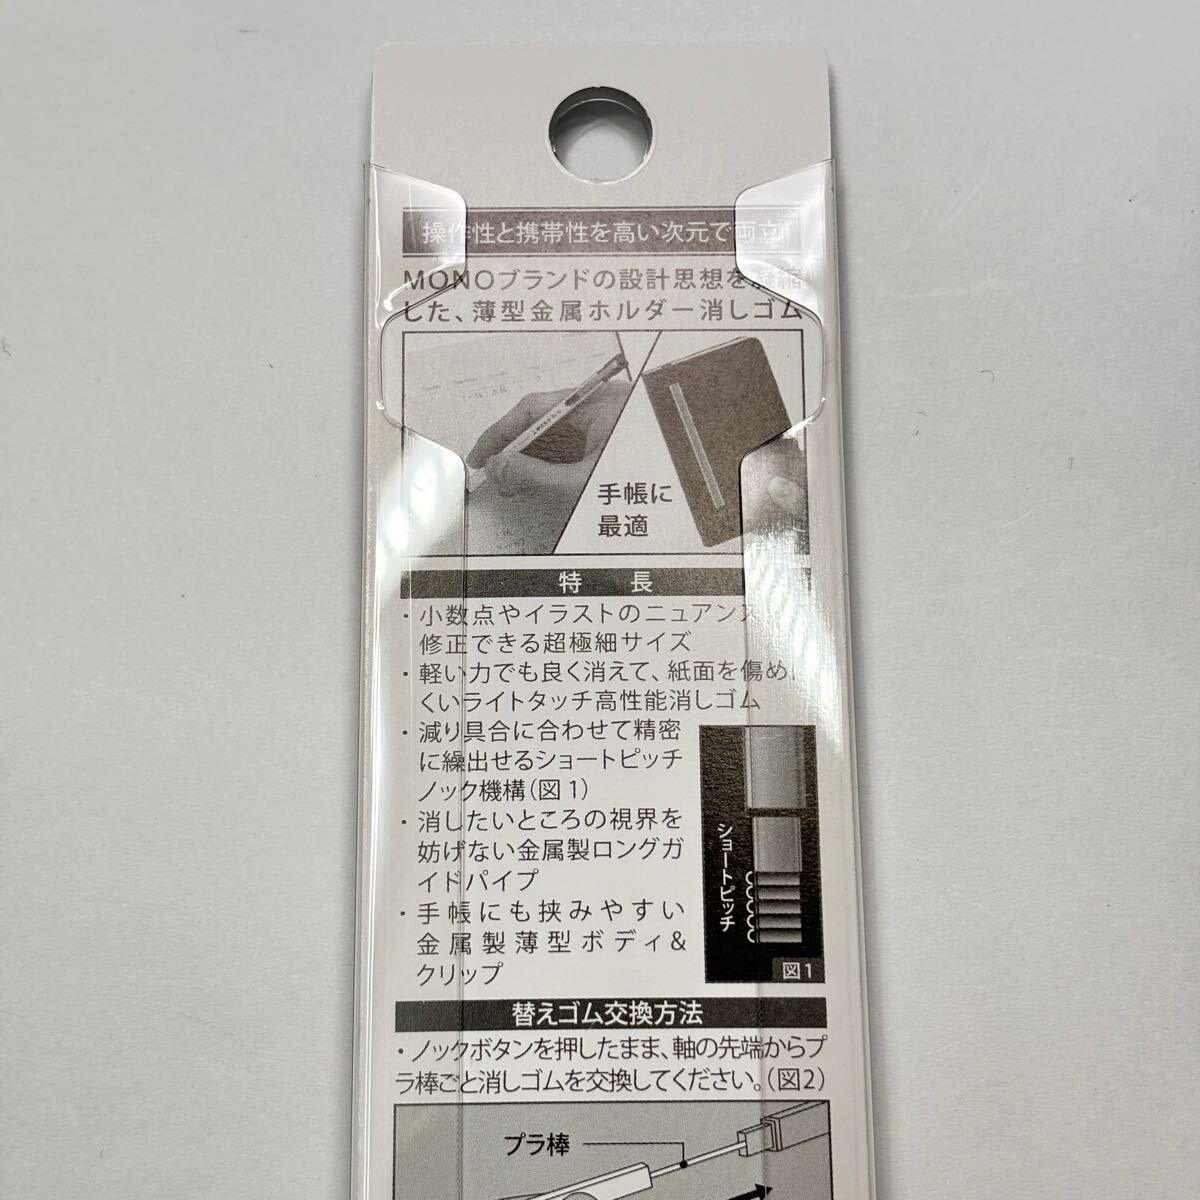 操作性と携帯性を高い次元で両立!
MONOブランドの設計思想を凝縮
した、薄型金属ホルダー消しゴム
手帳に
最適
特 長
・小数点やイラストのニュアンス
修正できる超極細サイズ
・軽い力でも良く消えて、紙面を傷め
くいライトタッチ高性能消しゴム
・減り具合に合わせて精密
に繰出せるショートピッチ
ノック機構(図1)
・消したいところの視界を
妨げない金属製ロングガ
イドパイプ
・手帳にも挟みやすい
金属製薄型ボディ&
クリップ
ショートピッチ
図1
替えゴム交換方法
・ノックボタンを押したまま、軸の先端からプ
ラ棒ごと消しゴムを交換してください。(図2)
プラ棒